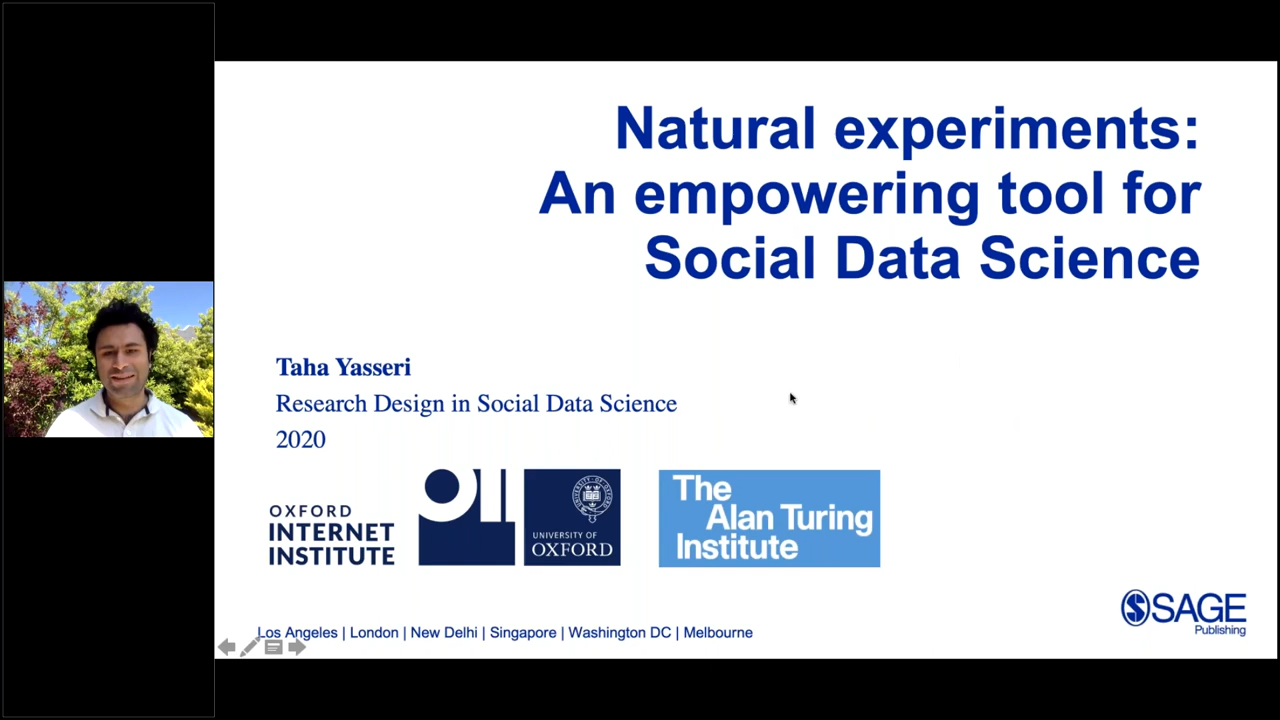 Natural experiments:
An empowering tool for
Social Data Science
Taha Yasseri
Research Design in Social Data Science
2020
OXFORD
INTERNET
INSTITUTE
OII
UNIVERSITY OF
OXFORD
The
Alan Turing
Institute
SAGE
Publishing
Los Angeles | London | New Delhi | Singapore | Washington DC | Melbourne